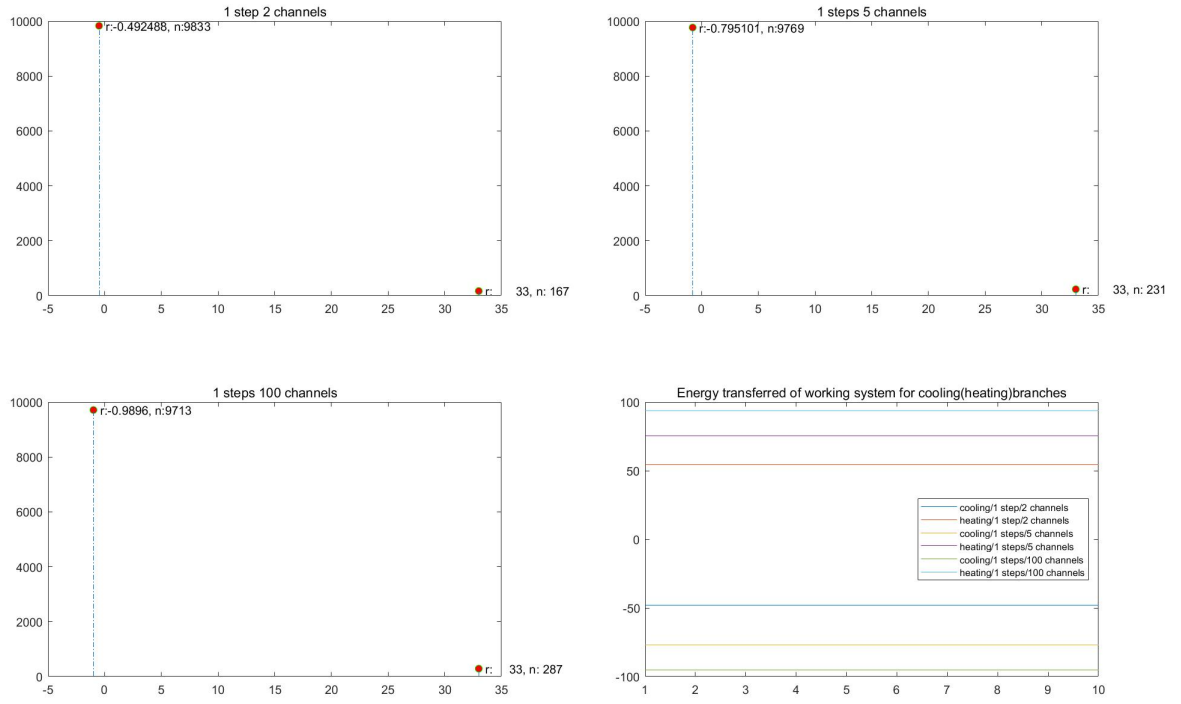 1 step 2 channels
10000
8000
6000
4000
2000
0
r:-0.492488, n:9833
r: 33, n: 167
-5 0 5 10 15 20 25 30 35
1 steps 5 channels
10000
8000
6000
4000
2000
0
r:-0.795101, n:9769
r: 33, n: 231
-5 0 5 10 15 20 25 30 35
1 steps 100 channels
10000
8000
6000
4000
2000
0
r:-0.9896, n:9713
r: 33, n: 287
-5 0 5 10 15 20 25 30 35
Energy transferred of working system for cooling(heating)branches
100
50
0
-50
-100
cooling/1 step/2 channels
heating/1 step/2 channels
cooling/1 steps/5 channels
heating/1 steps/5 channels
cooling/1 steps/100 channels
heating/1 steps/100 channels
1 2 3 4 5 6 7 8 9 10